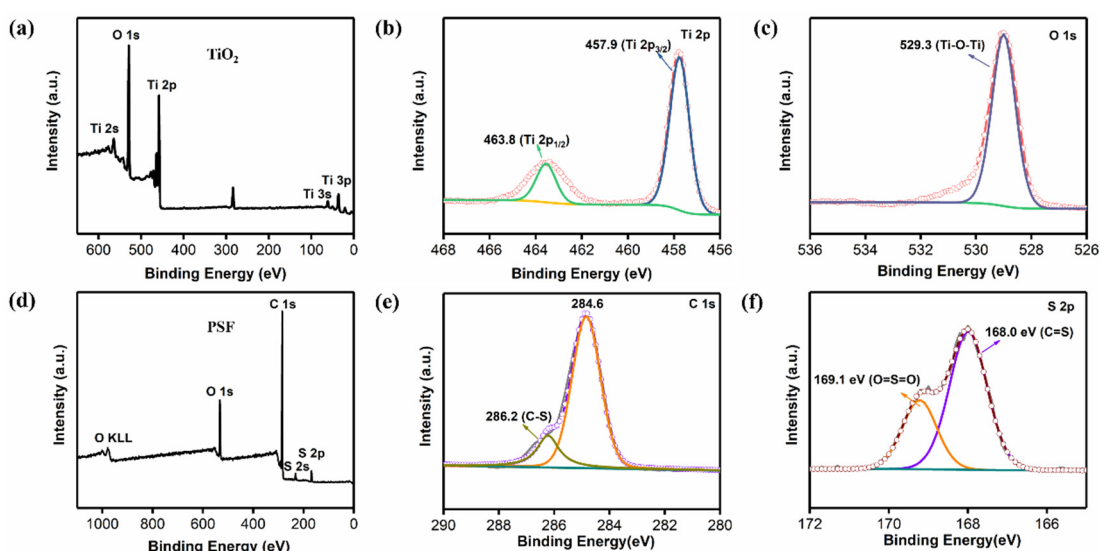 (a)
O 1s
TiO₂
Ti 2p
Ti 2s
Ti 3p
Ti 3s
Intensity (a.u.)
600 500 400 300 200 100 0
Binding Energy (eV)
(b)
Ti 2p
457.9 (Ti 2p₃/₂)
463.8 (Ti 2p₁/₂)
Intensity (a.u.)
468 466 464 462 460 458 456
Binding Energy (eV)
(c)
O 1s
529.3 (Ti-O-Ti)
Intensity (a.u.)
536 534 532 530 528 526
Binding Energy (eV)
(d)
C 1s
PSF
O 1s
O KLL
S 2p
S 2s
Intensity (a.u.)
1000 800 600 400 200 0
Binding Energy (eV)
(e)
284.6
C 1s
286.2 (C-S)
Intensity (a.u.)
290 288 286 284 282 280
Binding Energy(eV)
(f)
S 2p
168.0 eV (C=S)
169.1 eV (O=S=O)
Intensity (a.u.)
172 170 168 166
Binding Energy(eV)